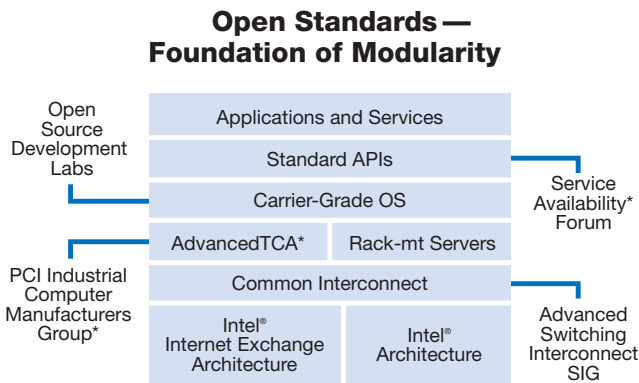 Open Standards—
Foundation of Modularity
Open
Source
Development
Labs
Applications and Services
Standard APIs
Carrier-Grade OS
Service
Availability*
Forum
AdvancedTCA*
Rack-mt Servers
PCI Industrial
Computer
Manufacturers
Group*
Common Interconnect
Intel®
Internet Exchange
Architecture
Intel®
Architecture
Advanced
Switching
Interconnect
SIG